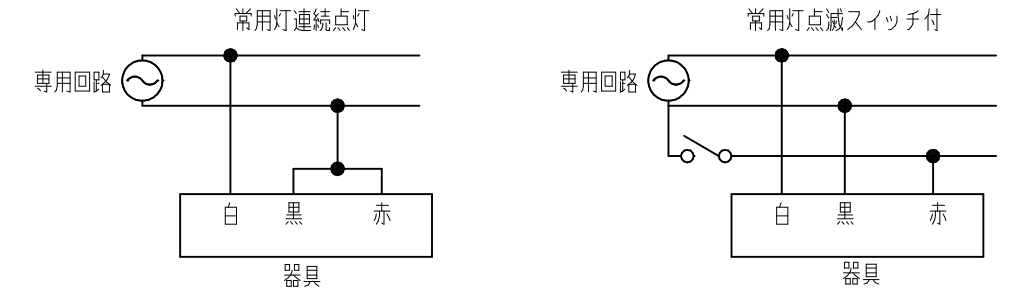 常用灯連続点灯
専用回路
白 黒 赤
器具
常用灯点滅スイッチ付
専用回路
白 黒 赤
器具